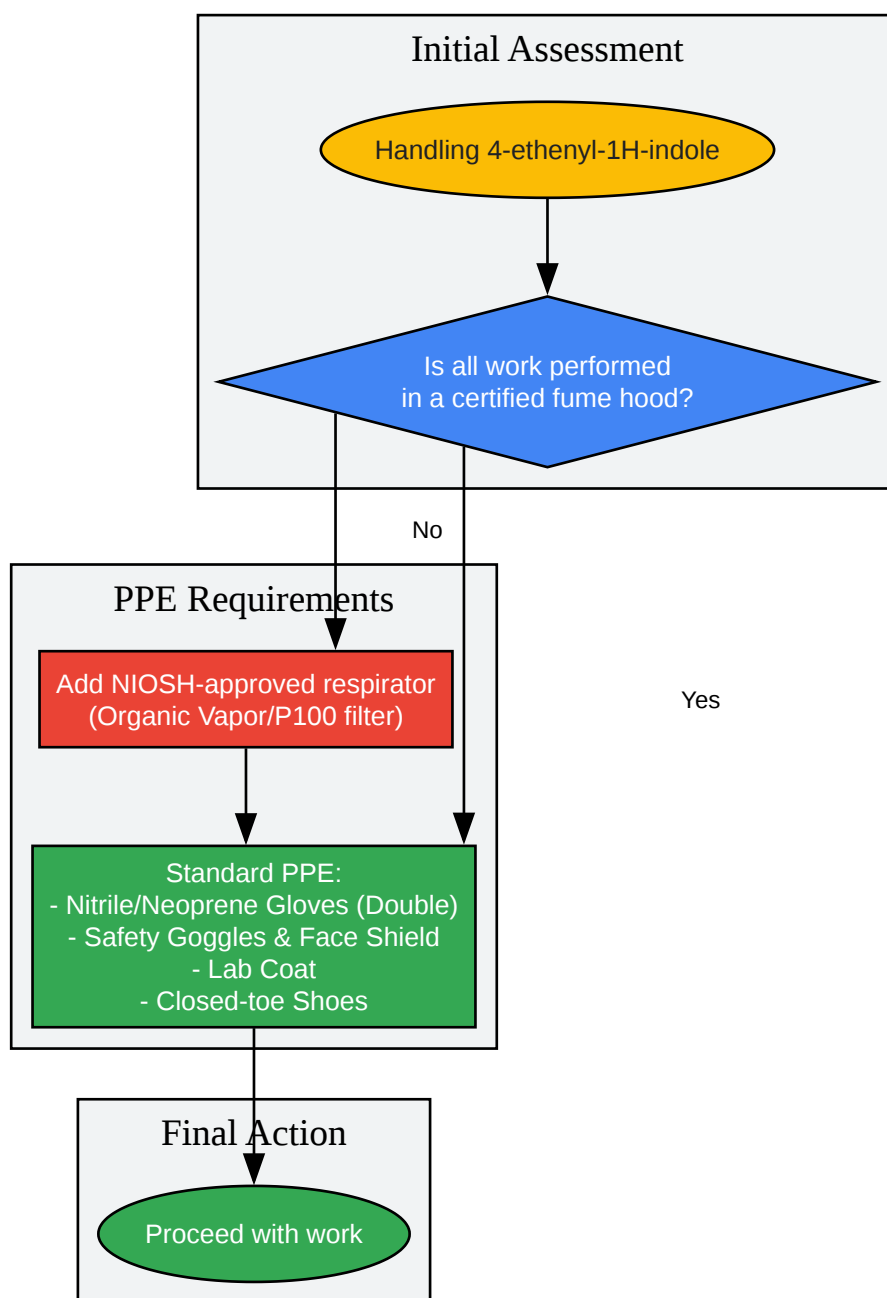 Initial Assessment
Handling 4-ethenyl-1H-indole
Is all work performed
in a certified fume hood?
No
PPE Requirements
Add NIOSH-approved respirator
(Organic Vapor/P100 filter)
Yes
Standard PPE:
- Nitrile/Neoprene Gloves (Double)
- Safety Goggles & Face Shield
- Lab Coat
- Closed-toe Shoes
Final Action
Proceed with work